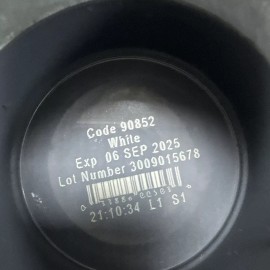 Code 90852
White
Exp 06 SEP 2025
Lot Number 3009015678
21:10:34 L1 S1